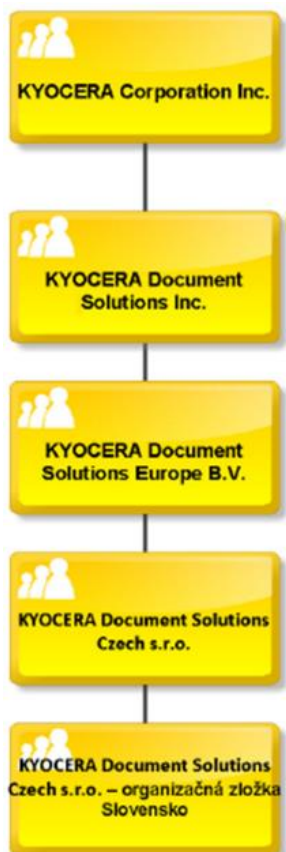 KYOCERA Corporation Inc.
KYOCERA Document
Solutions Inc.
KYOCERA Document
Solutions Europe B.V.
KYOCERA Document Solutions
Czech s.r.o.
KYOCERA Document Solutions
Czech s.r.o. – organizačná zložka
Slovensko